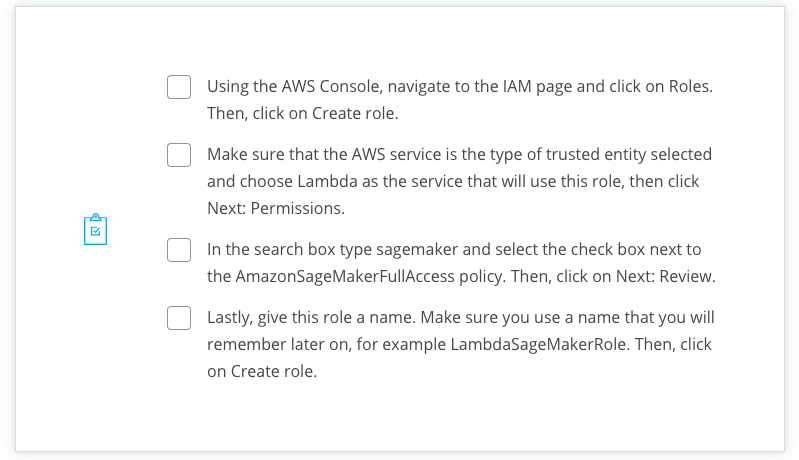 Using the AWS Console, navigate to the IAM page and click on Roles.
Then, click on Create role.
Make sure that the AWS service is the type of trusted entity selected
and choose Lambda as the service that will use this role, then click
Next: Permissions.
In the search box type sagemaker and select the check box next to
the AmazonSageMakerFullAccess policy. Then, click on Next: Review.
Lastly, give this role a name. Make sure you use a name that you will
remember later on, for example LambdaSageMakerRole. Then, click
on Create role.